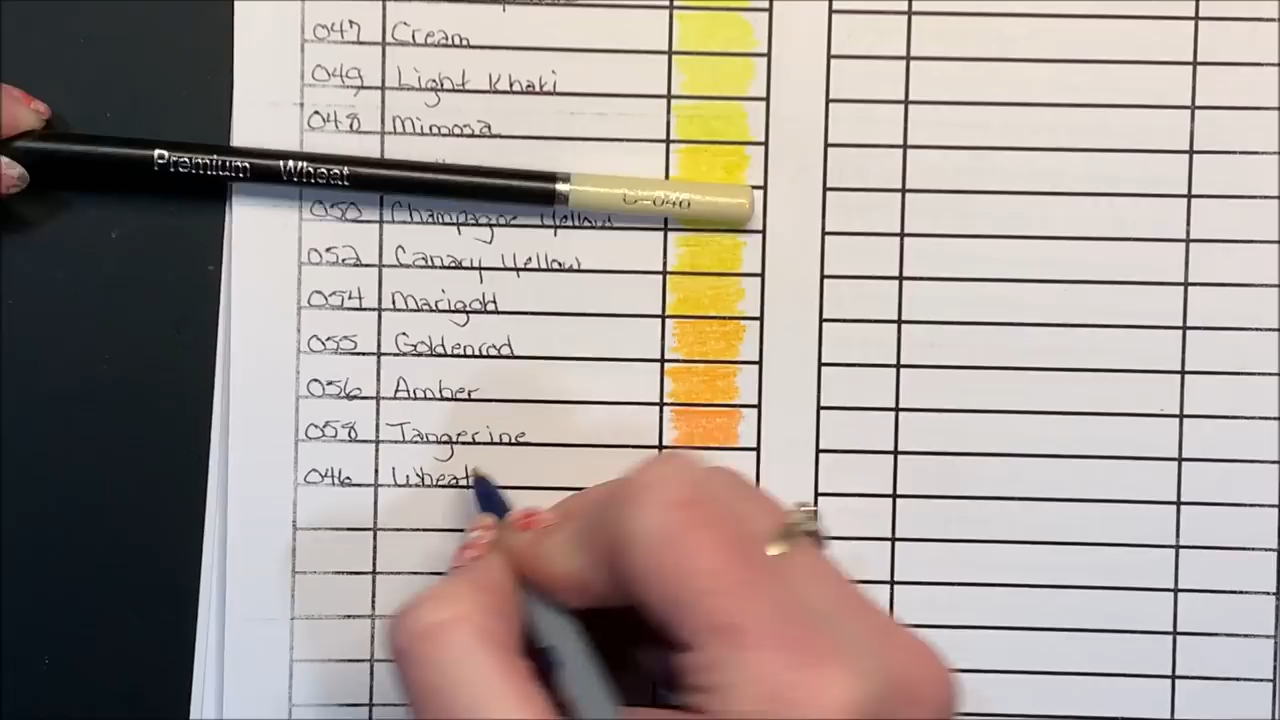 047 Cream
049 Light Khaki
048 Mimosa
Premium Wheat
050 Champagne Yellow
052 Canary Yellow
054 Marigold
055 Goldenrod
056 Amber
058 Tangerine
046 Wheat